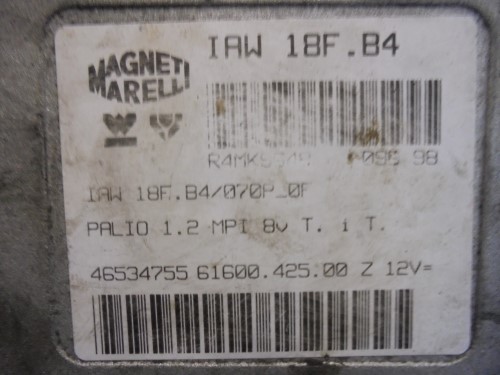 IAW 18F.B4
MAGNETI
MARELLI
98
IAW 18F.B4/070P_0F
PALIO 1.2 MPI 8v T. i T.
46534755 61600.425.00 Z 12V=